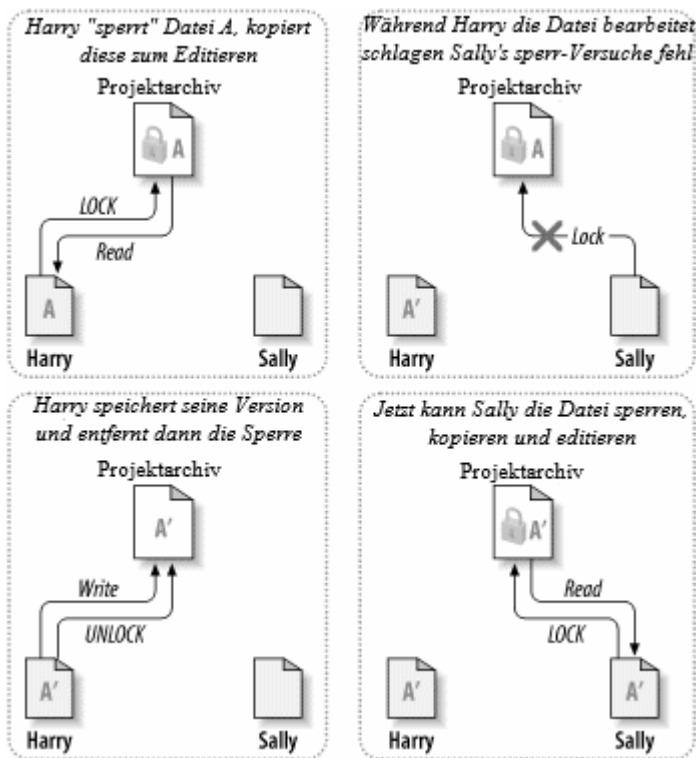 Harry "sperrt" Datei A, kopiert
diese zum Editieren
Projektarchiv
A
LOCK
Read
A
Harry
Sally
Während Harry die Datei bearbeitet
schlagen Sally's sperr-Versuche fehl
Projektarchiv
A
Lock
A′
Harry
Sally
Harry speichert seine Version
und entfernt dann die Sperre
Projektarchiv
A′
Write
UNLOCK
A′
Harry
Sally
Jetzt kann Sally die Datei sperren,
kopieren und editieren
Projektarchiv
A′
Read
LOCK
A′
A′
Harry
Sally